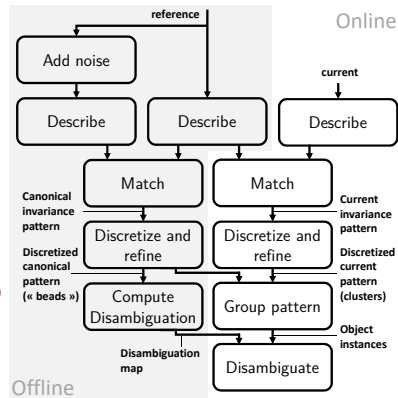 reference
Online
Add noise
current
Describe
Describe
Describe
Match
Match
Canonical
invariance
pattern
Current
invariance
pattern
Discretize and
refine
Discretize and
refine
Discretized
canonical
pattern
(« beads »)
Discretized
current
pattern
(clusters)
Compute
Disambiguation
Group pattern
Disambiguation
map
Object
instances
Disambiguate
Offline